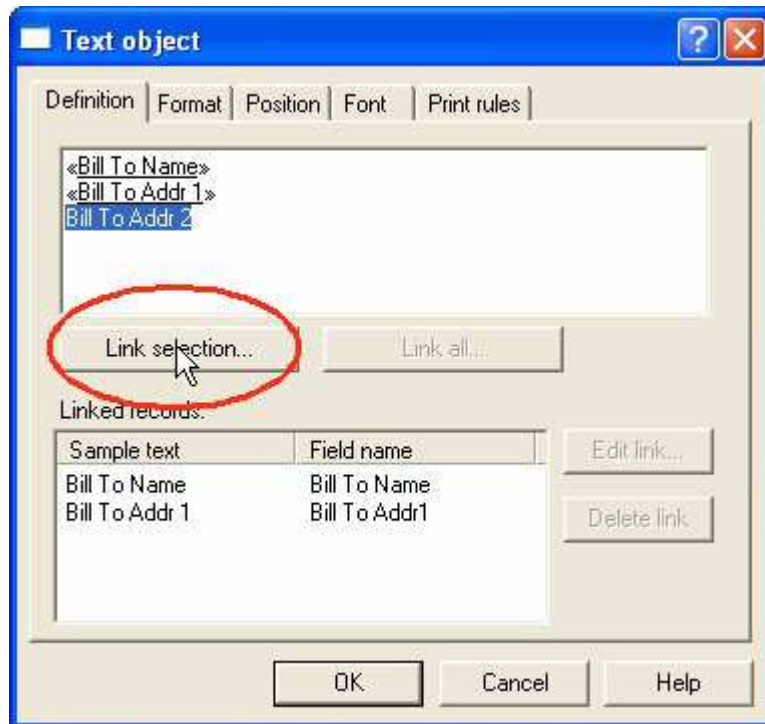 Text object
Definition Format Position Font Print rules
«Bill To Name»
«Bill To Addr 1»
Bill To Addr 2
Link selection... Link all...
Linked records:
Sample text Field name Edit link...
Bill To Name Bill To Name
Bill To Addr 1 Bill To Addr1 Delete link
OK Cancel Help